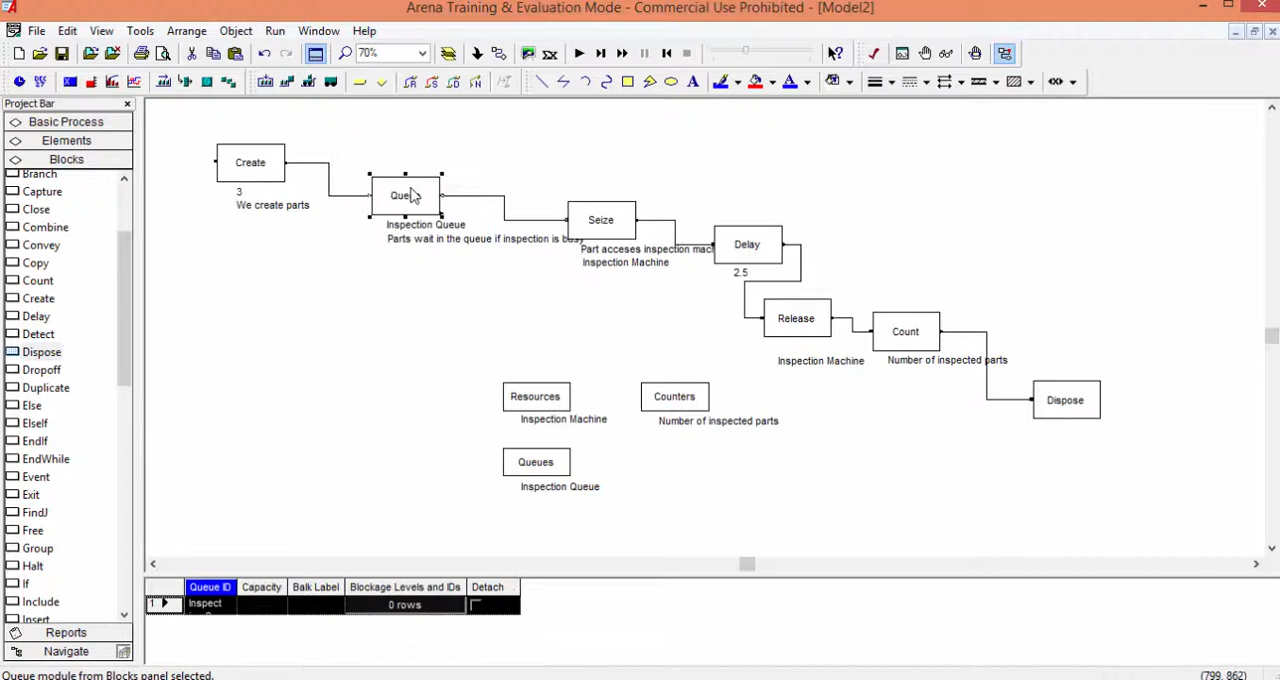 Arena Training & Evaluation Mode - Commercial Use Prohibited - [Model2]
File Edit View Tools Arrange Object Run Window Help
70%
Project Bar
Basic Process
Elements
Blocks
Branch
Capture
Close
Combine
Convey
Copy
Count
Create
Delay
Detect
Dispose
Dropoff
Duplicate
Else
ElseIf
EndIf
EndWhile
Event
Exit
FindJ
Free
Group
Halt
If
Include
Insert
Reports
Navigate
Create
3
We create parts
Queue
Inspection Queue
Parts wait in the queue if inspection is busy
Seize
Part acceses inspection mac
Inspection Machine
Delay
2.5
Release
Inspection Machine
Count
Number of inspected parts
Dispose
Resources
Inspection Machine
Counters
Number of inspected parts
Queues
Inspection Queue
Queue ID Capacity Balk Label Blockage Levels and IDs Detach
1 Inspect 0 rows
Queue module from Blocks panel selected.
(799, 862)